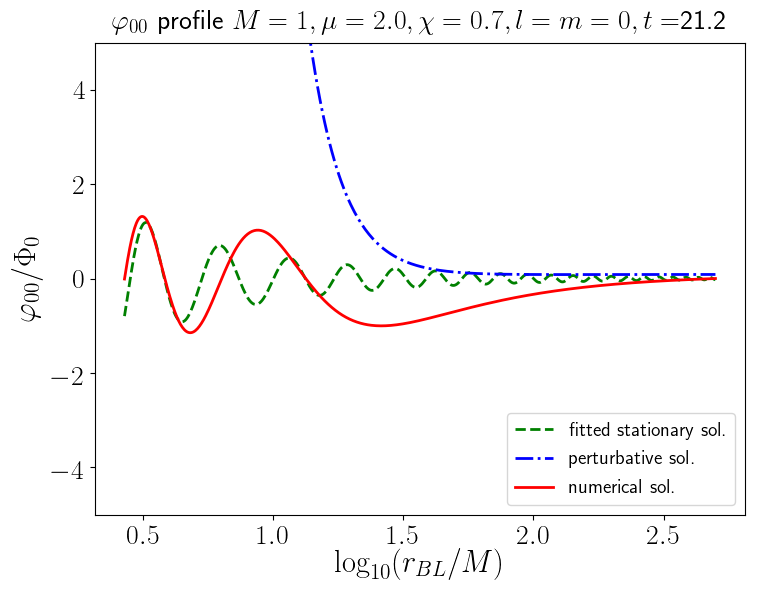 φ₀₀ profile M = 1, μ = 2.0, χ = 0.7, l = m = 0, t =21.2
φ₀₀/Φ₀
4
2
0
−2
−4
fitted stationary sol.
perturbative sol.
numerical sol.
0.5 1.0 1.5 2.0 2.5
log₁₀(r_BL/M)